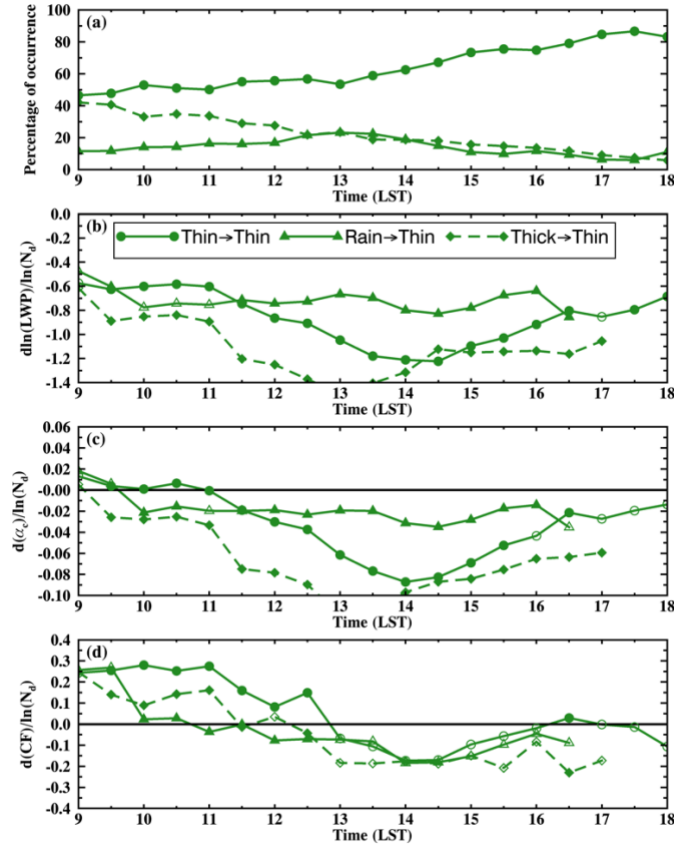 (a)
Percentage of occurrence
100
80
60
40
20
0
9 10 11 12 13 14 15 16 17 18
Time (LST)
(b)
Thin→Thin Rain→Thin Thick→Thin
dln(LWP)/ln(N_d)
0.0
-0.2
-0.4
-0.6
-0.8
-1.0
-1.2
-1.4
9 10 11 12 13 14 15 16 17 18
Time (LST)
(c)
d(α_c)/ln(N_d)
0.06
0.04
0.02
-0.00
-0.02
-0.04
-0.06
-0.08
-0.10
9 10 11 12 13 14 15 16 17 18
Time (LST)
(d)
d(CF)/ln(N_d)
0.4
0.3
0.2
0.1
0.0
-0.1
-0.2
-0.3
-0.4
9 10 11 12 13 14 15 16 17 18
Time (LST)